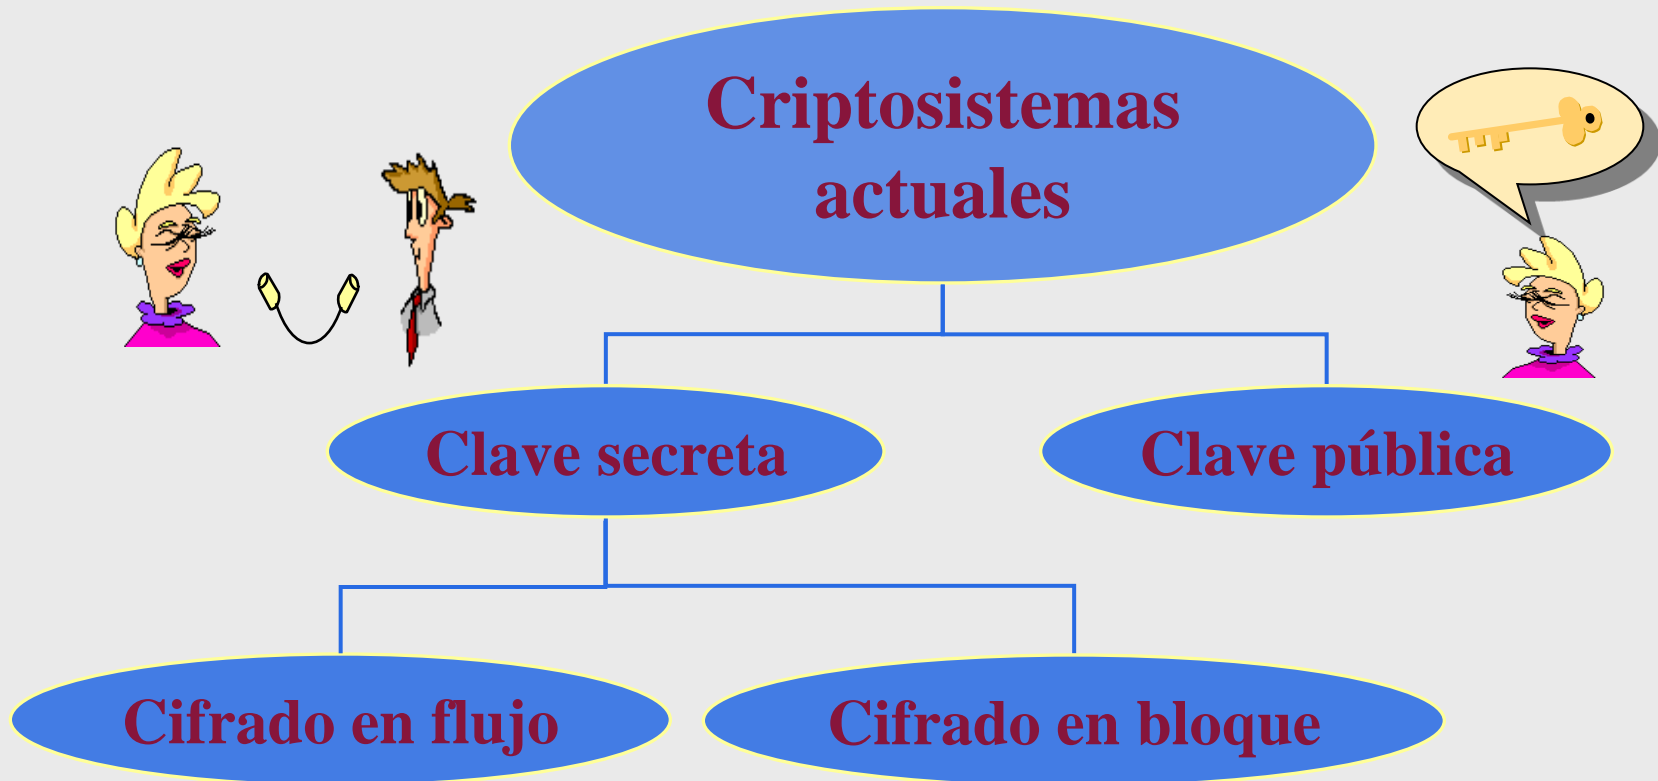 Criptosistemas
actuales
Clave secreta
Clave pública
Cifrado en flujo
Cifrado en bloque